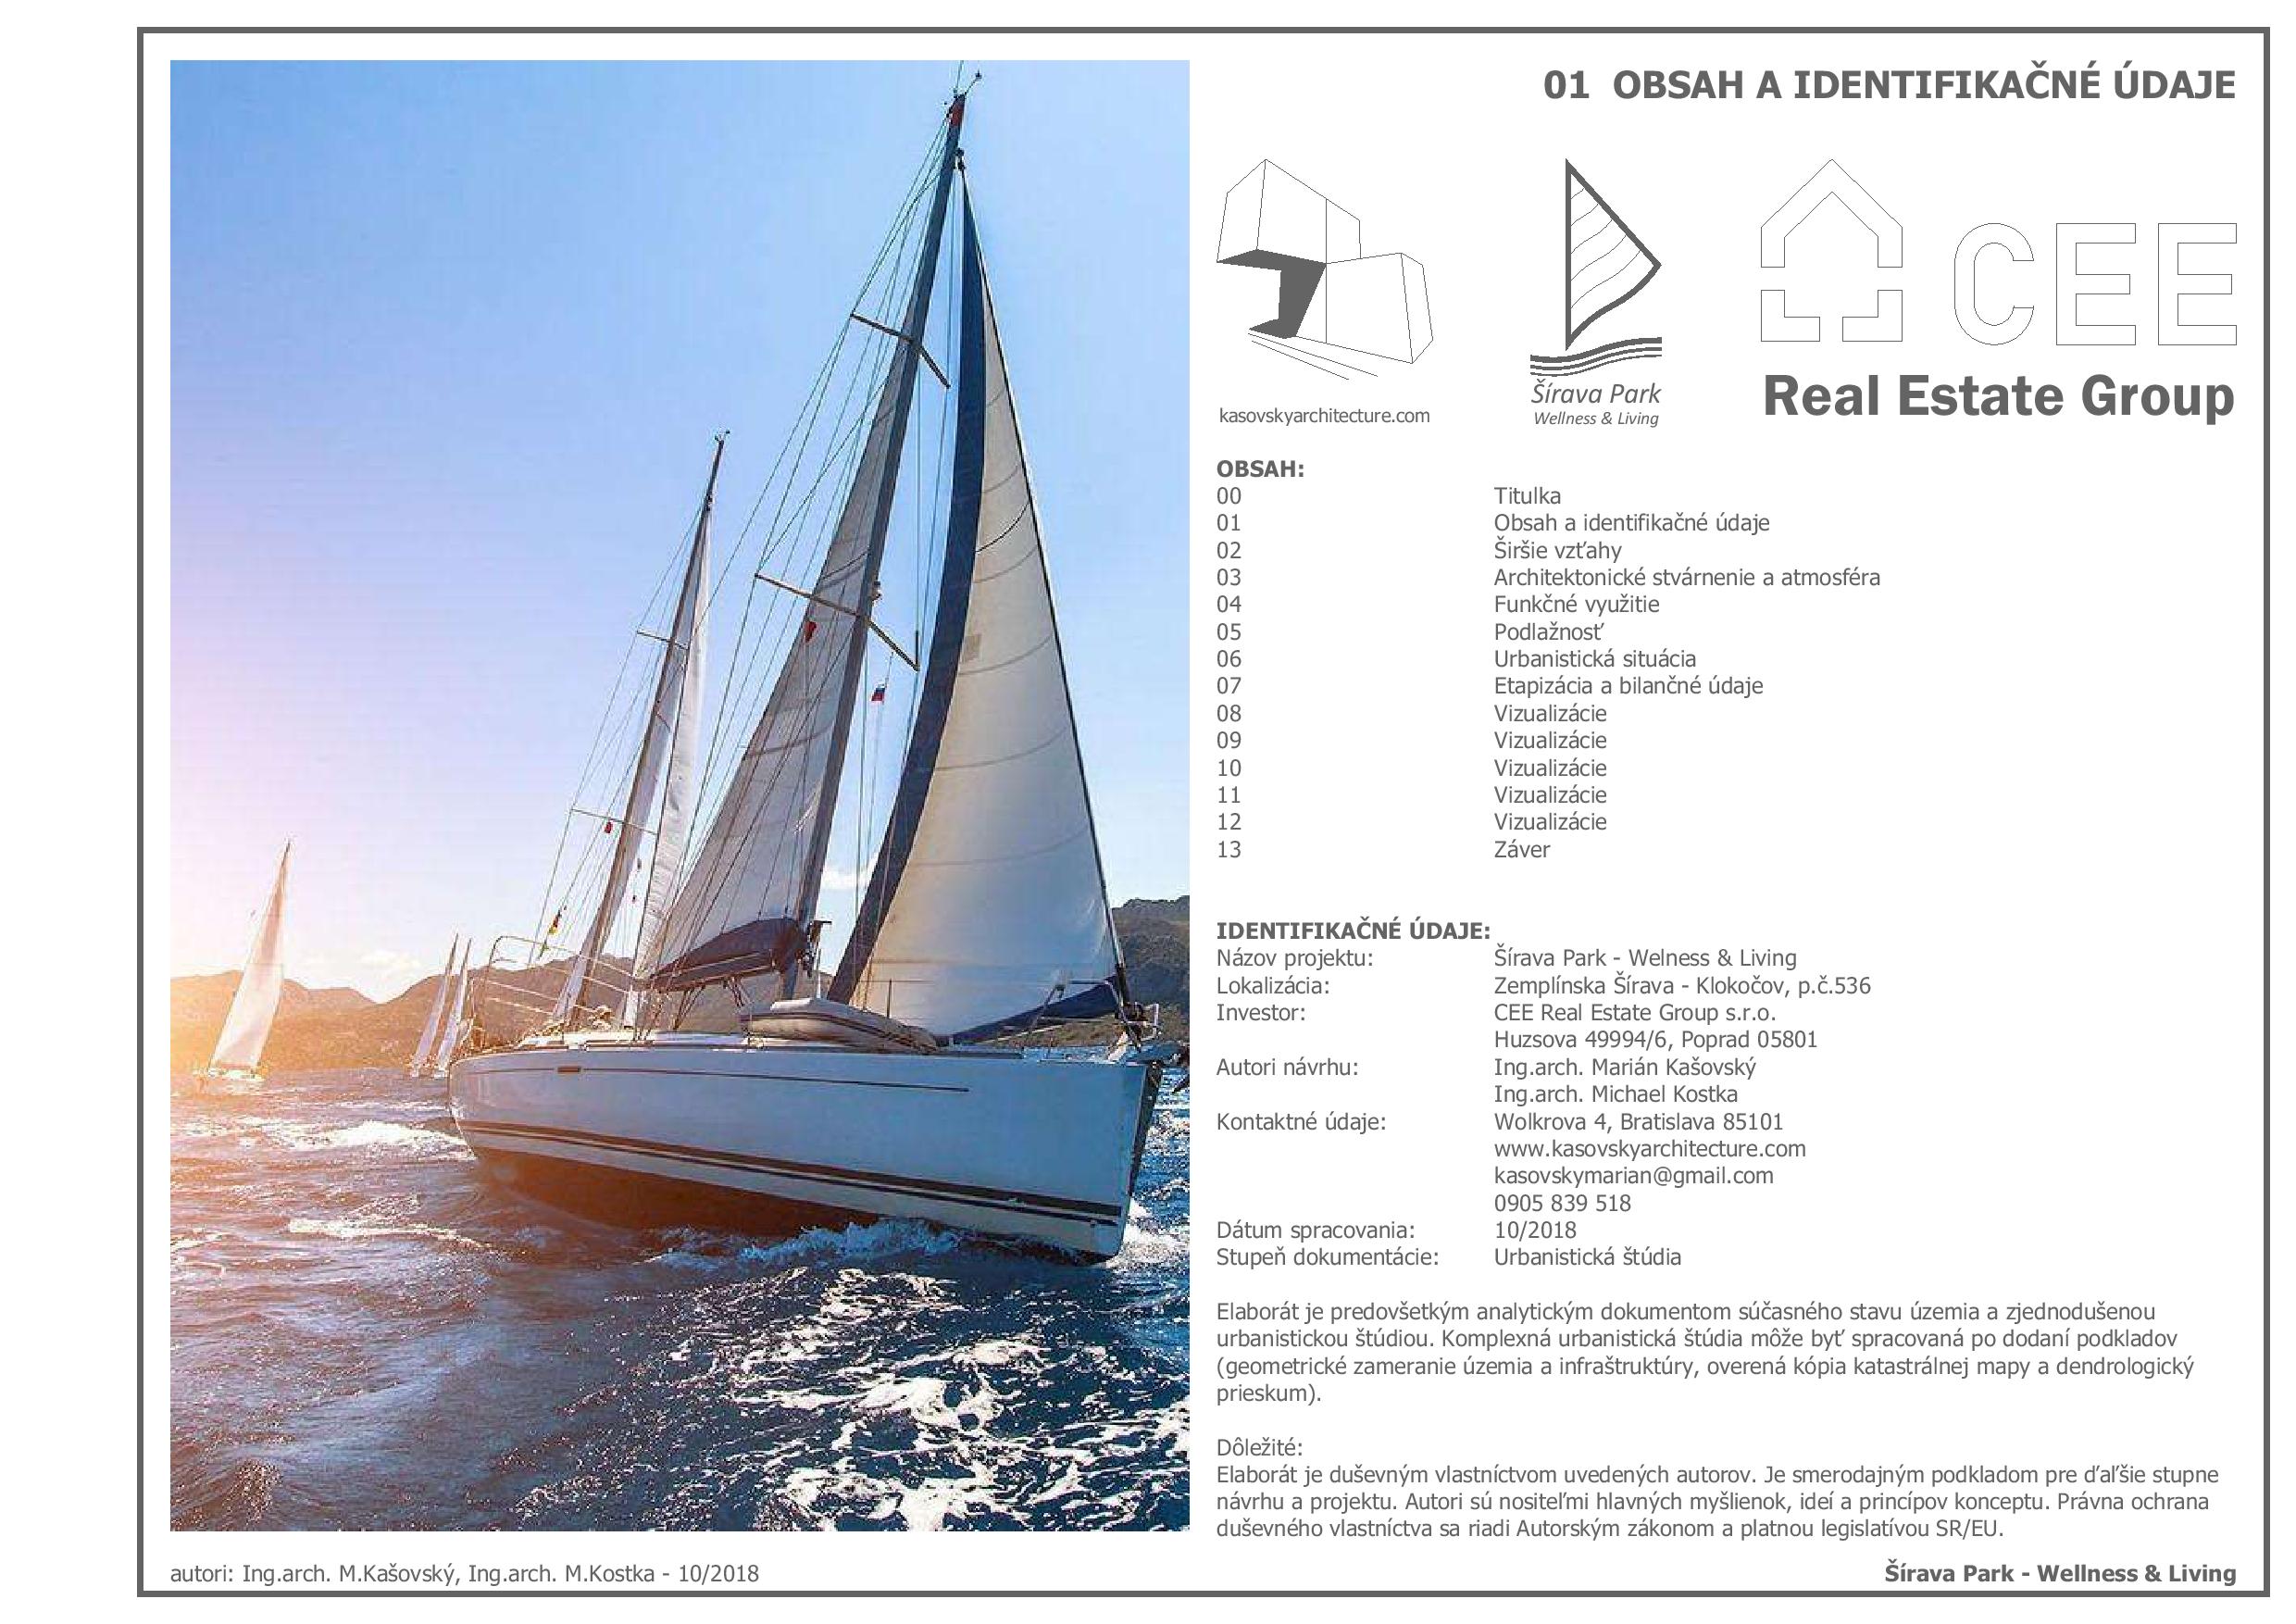 01 OBSAH A IDENTIFIKAČNÉ ÚDAJE
kasovskyarchitecture.com
Šírava Park
Wellness & Living
CEE
Real Estate Group
OBSAH:
00 Titulka
01 Obsah a identifikačné údaje
02 Širšie vzťahy
03 Architektonické stvárnenie a atmosféra
04 Funkčné využitie
05 Podlažnosť
06 Urbanistická situácia
07 Etapizácia a bilančné údaje
08 Vizualizácie
09 Vizualizácie
10 Vizualizácie
11 Vizualizácie
12 Vizualizácie
13 Záver
IDENTIFIKAČNÉ ÚDAJE:
Názov projektu: Šírava Park - Welness & Living
Lokalizácia: Zemplínska Šírava - Klokočov, p.č.536
Investor: CEE Real Estate Group s.r.o.
Huzsova 49994/6, Poprad 05801
Autori návrhu: Ing.arch. Marián Kašovský
Ing.arch. Michael Kostka
Kontaktné údaje: Wolkrova 4, Bratislava 85101
www.kasovskyarchitecture.com
kasovskymarian@gmail.com
0905 839 518
Dátum spracovania: 10/2018
Stupeň dokumentácie: Urbanistická štúdia
Elaborát je predovšetkým analytickým dokumentom súčasného stavu územia a zjednodušenou
urbanistickou štúdiou. Komplexná urbanistická štúdia môže byť spracovaná po dodaní podkladov
(geometrické zameranie územia a infraštruktúry, overená kópia katastrálnej mapy a dendrologický
prieskum).
Dôležité:
Elaborát je duševným vlastníctvom uvedených autorov. Je smerodajným podkladom pre ďaľšie stupne
návrhu a projektu. Autori sú nositeľmi hlavných myšlienok, ideí a princípov konceptu. Právna ochrana
duševného vlastníctva sa riadi Autorským zákonom a platnou legislatívou SR/EU.
autori: Ing.arch. M.Kašovský, Ing.arch. M.Kostka - 10/2018
Šírava Park - Wellness & Living